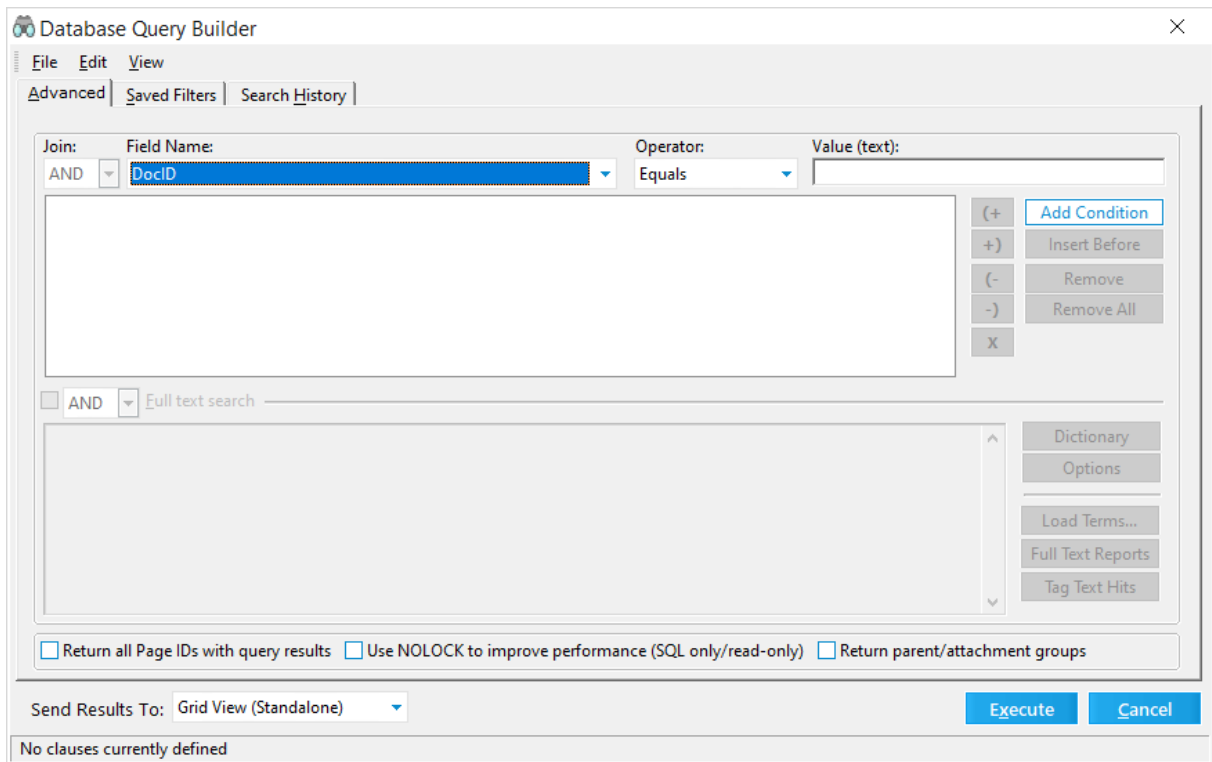 Database Query Builder
File Edit View
Advanced Saved Filters Search History
Join: Field Name: Operator: Value (text):
AND DocID Equals
(+ Add Condition
+) Insert Before
(- Remove
-) Remove All
x
AND Full text search
Dictionary
Options
Load Terms...
Full Text Reports
Tag Text Hits
Return all Page IDs with query results Use NOLOCK to improve performance (SQL only/read-only) Return parent/attachment groups
Send Results To: Grid View (Standalone) Execute Cancel
No clauses currently defined